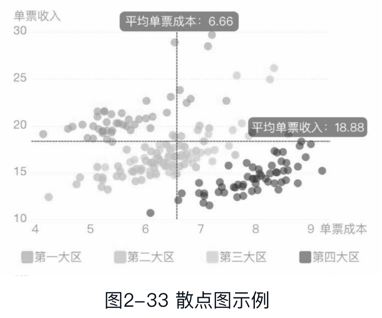 单票收入
平均单票成本：6.66
30
25
平均单票收入：18.88
20
15
10
4 5 6 7 8 9 单票成本
第一大区 第二大区 第三大区 第四大区
图2-33 散点图示例